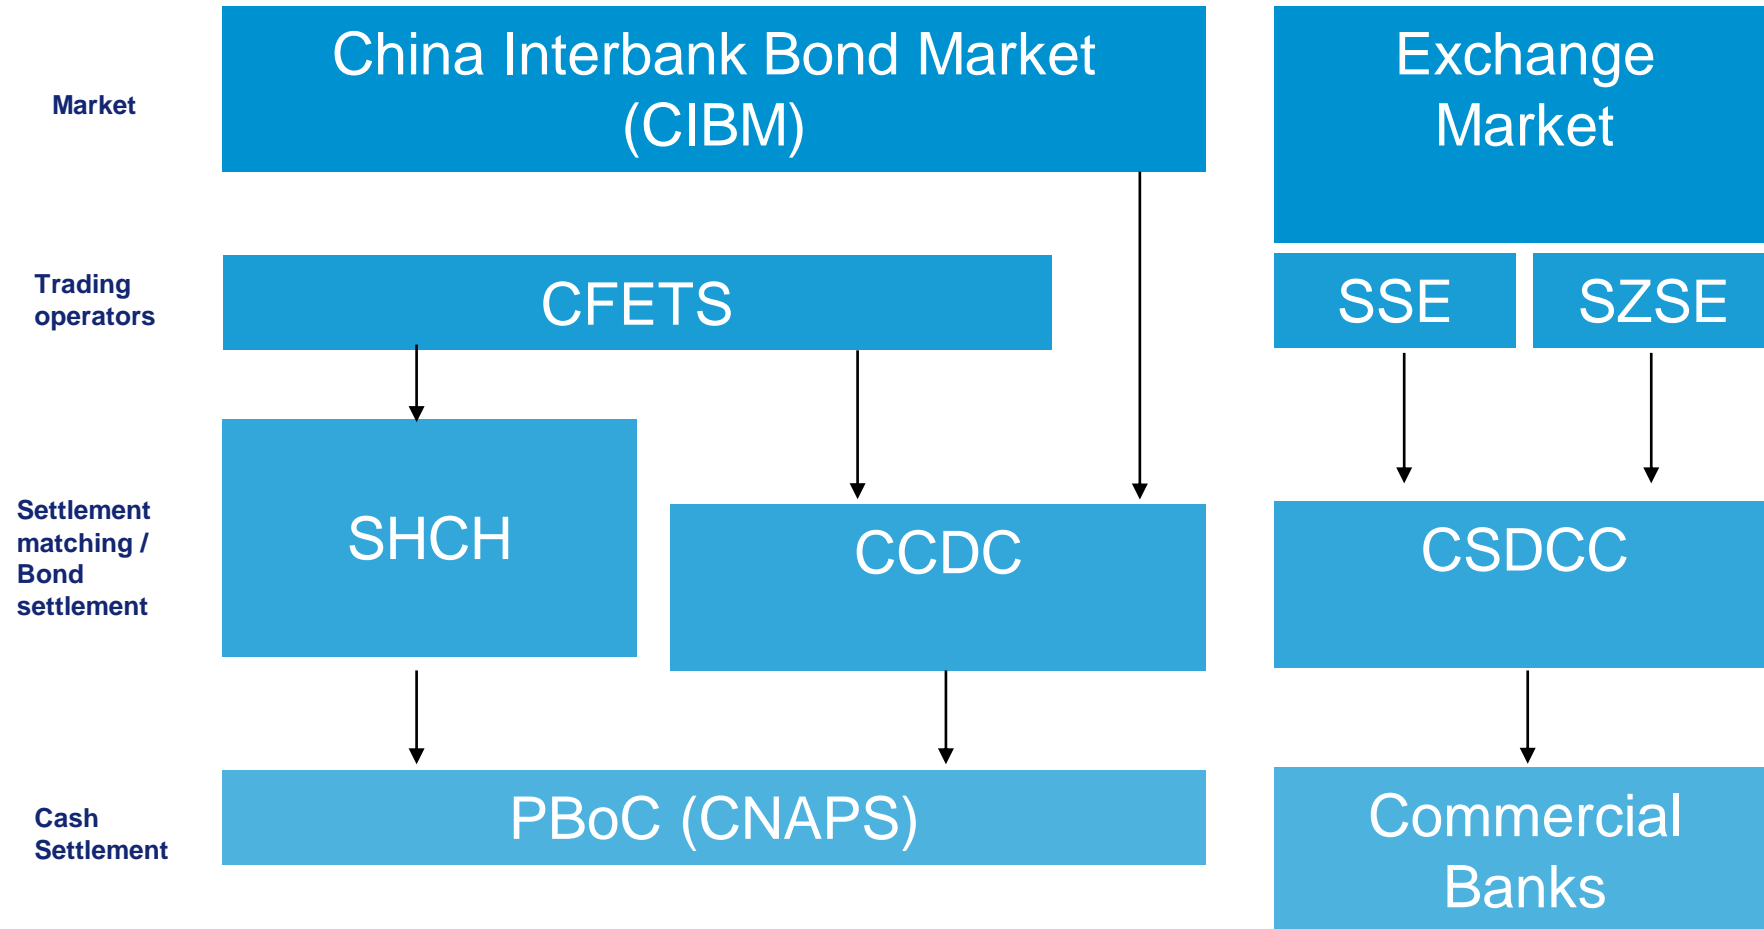 Market
China Interbank Bond Market
(CIBM)
Exchange
Market
Trading
operators
CFETS
SSE
SZSE
Settlement
matching /
Bond
settlement
SHCH
CCDC
CSDCC
Cash
Settlement
PBoC (CNAPS)
Commercial
Banks